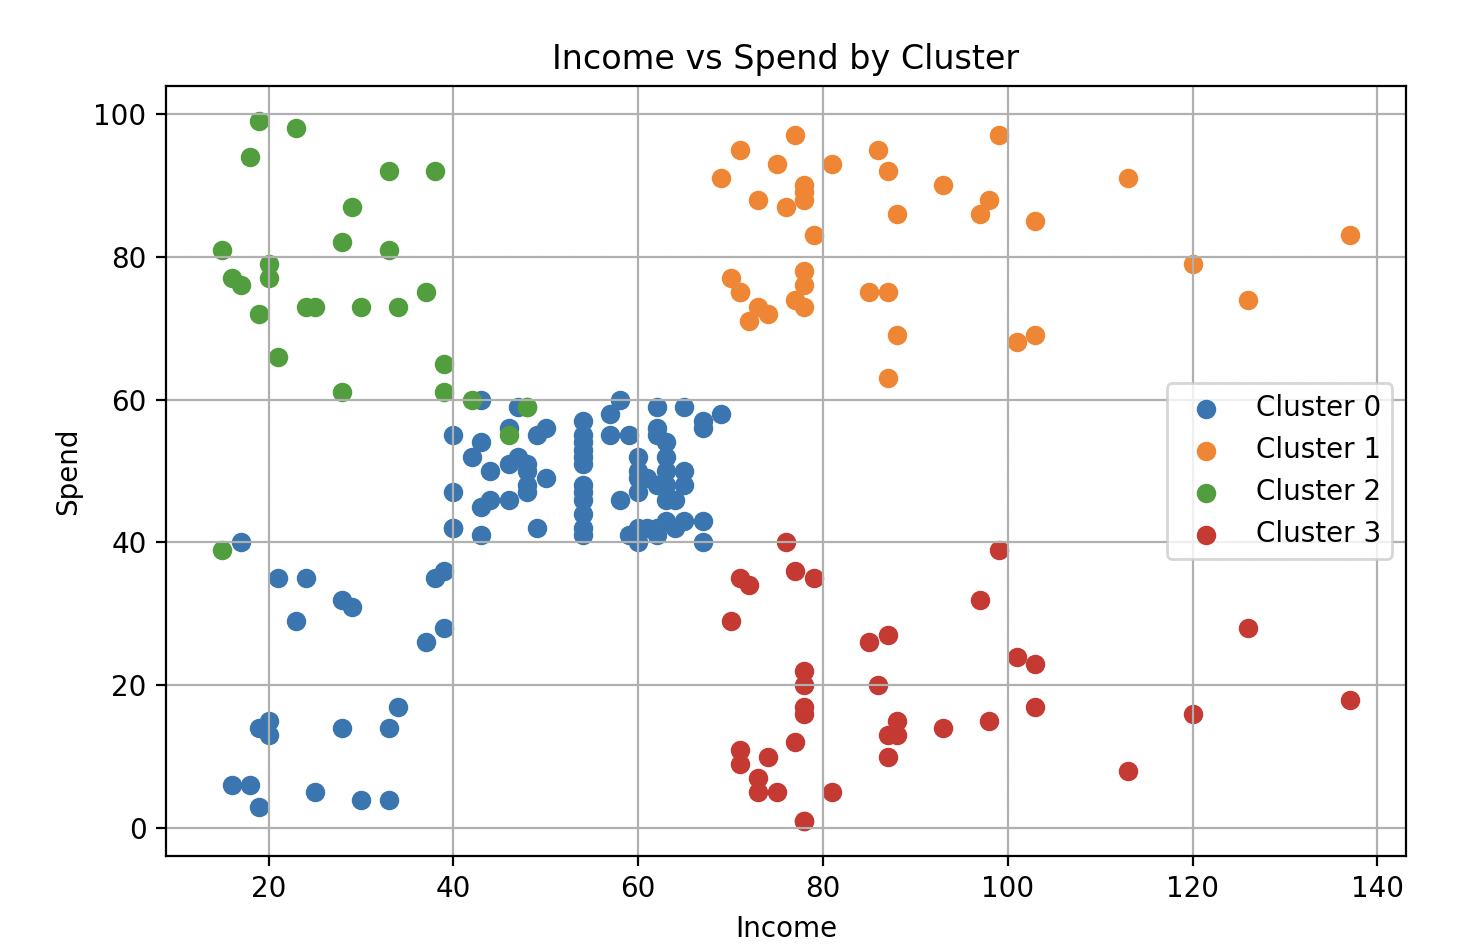 Income vs Spend by Cluster
100
80
60
40
20
0
Spend
Cluster 0
Cluster 1
Cluster 2
Cluster 3
20 40 60 80 100 120 140
Income